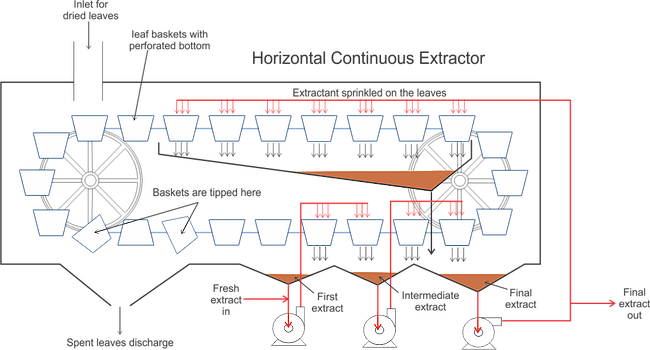 Inlet for
dried leaves
leaf baskets with
perforated bottom
Horizontal Continuous Extractor
Extractant sprinkled on the leaves
Baskets are tipped here
Fresh
extract
in
First
extract
Intermediate
extract
Final
extract
Final
extract
out
Spent leaves discharge